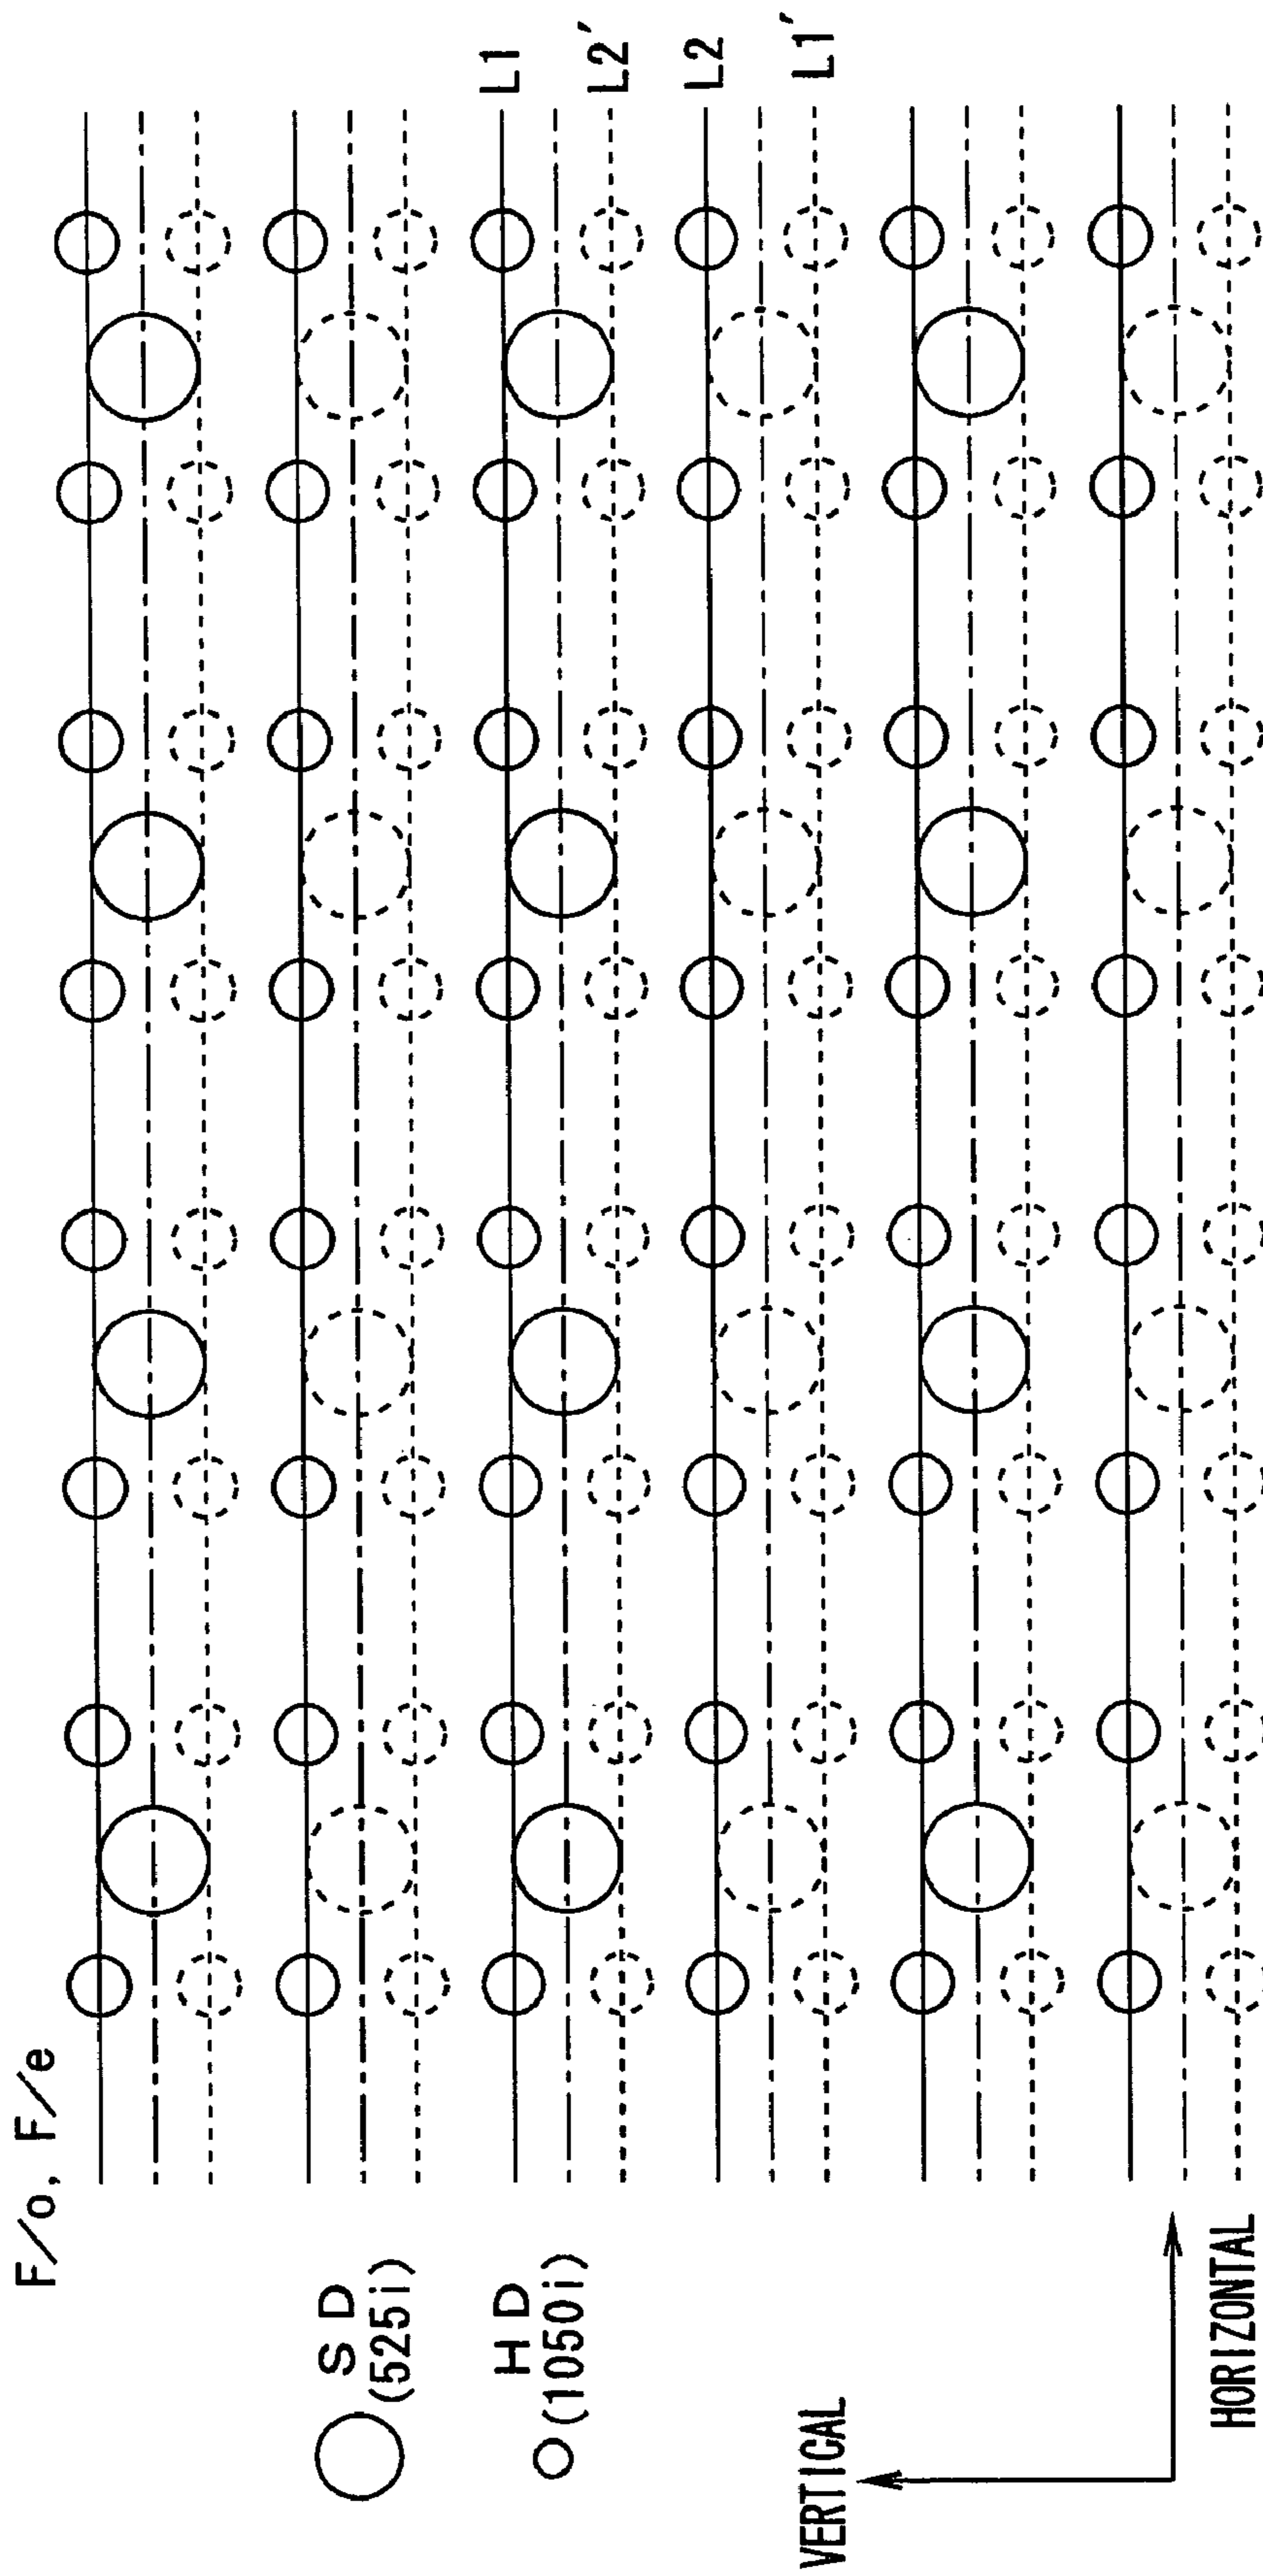 F/o, F/e
SD
(525i)
HD
(1050i)
L1
L2′
L2
L1′
VERTICAL
HORIZONTAL